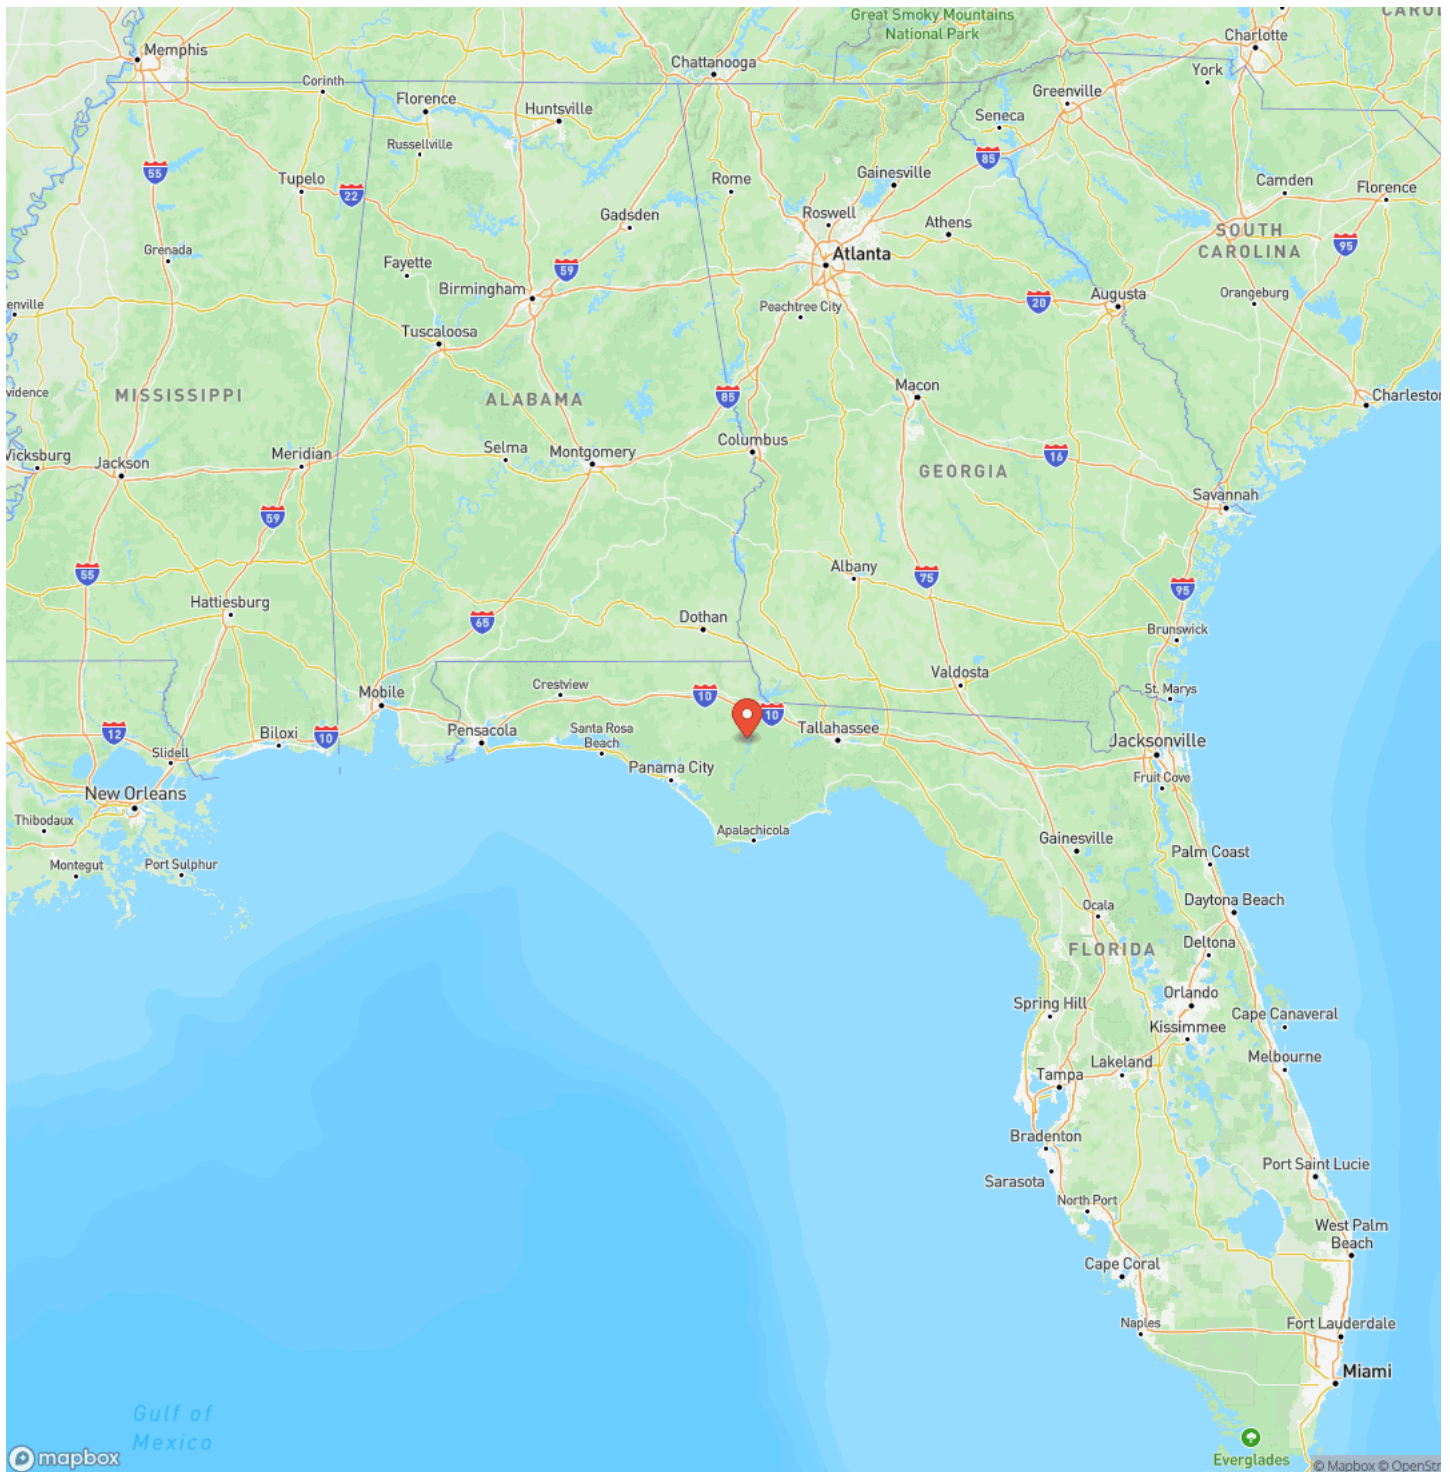 Great Smoky Mountains
National Park
CAROL
Charlotte
Memphis
Chattanooga
York
Corinth
Greenville
Florence
Huntsville
Seneca
Russellville
85
55
Rome
Gainesville
Tupelo
22
Camden
Florence
Gadsden
Roswell
Athens
SOUTH
CAROLINA
95
Grenada
Atlanta
Fayette
59
Birmingham
20
Augusta
Orangeburg
enville
Peachtree City
Tuscaloosa
Macon
vidence
MISSISSIPPI
ALABAMA
85
Charleston
Columbus
Vicksburg
Jackson
Meridian
Selma
Montgomery
16
GEORGIA
Savannah
59
55
Albany
75
95
Hattiesburg
65
Dothan
Brunswick
Valdosta
Mobile
Crestview
10
St. Marys
12
Biloxi
10
Pensacola
Santa Rosa
Beach
10
Tallahassee
Jacksonville
Slidell
Panama City
Fruit Cove
New Orleans
Thibodaux
Apalachicola
Gainesville
Montegut
Port Sulphur
Palm Coast
Ocala
Daytona Beach
FLORIDA
Deltona
Spring Hill
Orlando
Cape Canaveral
Kissimmee
Lakeland
Melbourne
Tampa
Bradenton
Sarasota
Port Saint Lucie
North Port
West Palm
Beach
Cape Coral
Naples
Fort Lauderdale
Miami
Gulf of
Mexico
mapbox
Everglades
© Mapbox © OpenStr